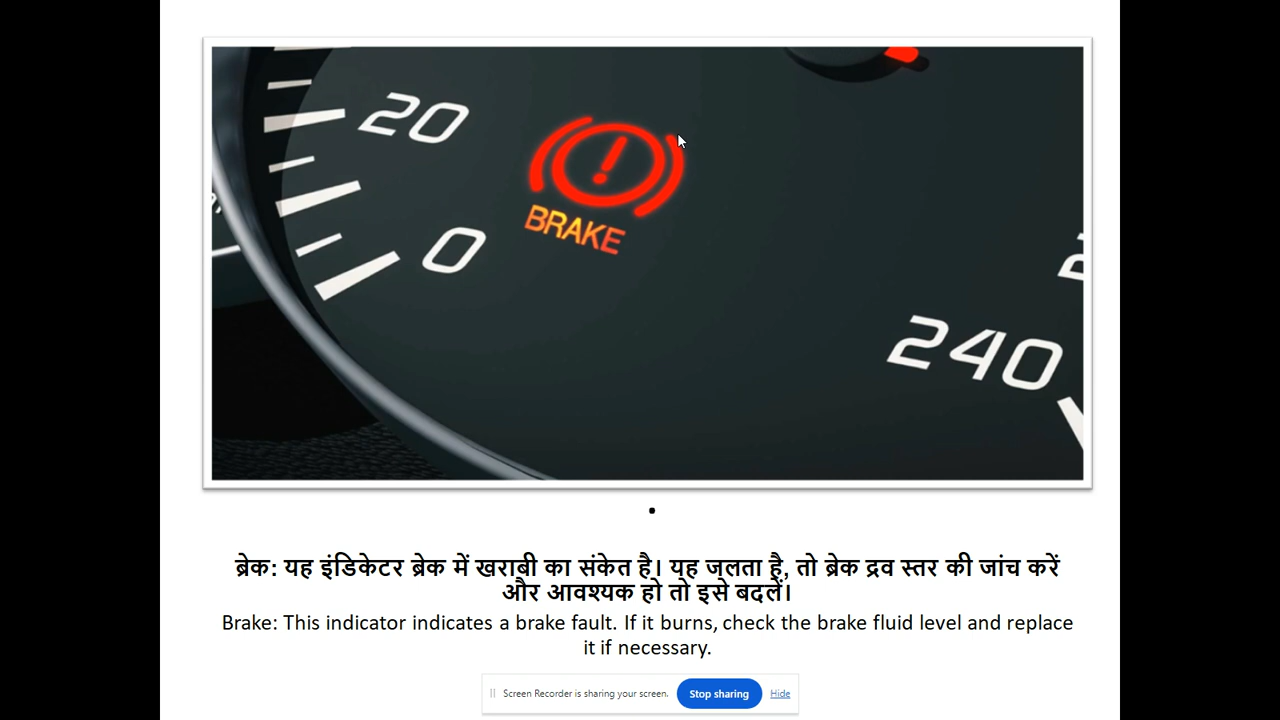 20
0
BRAKE
240
ब्रेक: यह इंडिकेटर ब्रेक में खराबी का संकेत है। यह जलता है, तो ब्रेक द्रव स्तर की जांच करें
और आवश्यक हो तो इसे बदलें।
Brake: This indicator indicates a brake fault. If it burns, check the brake fluid level and replace
it if necessary.
Screen Recorder is sharing your screen.
Stop sharing
Hide